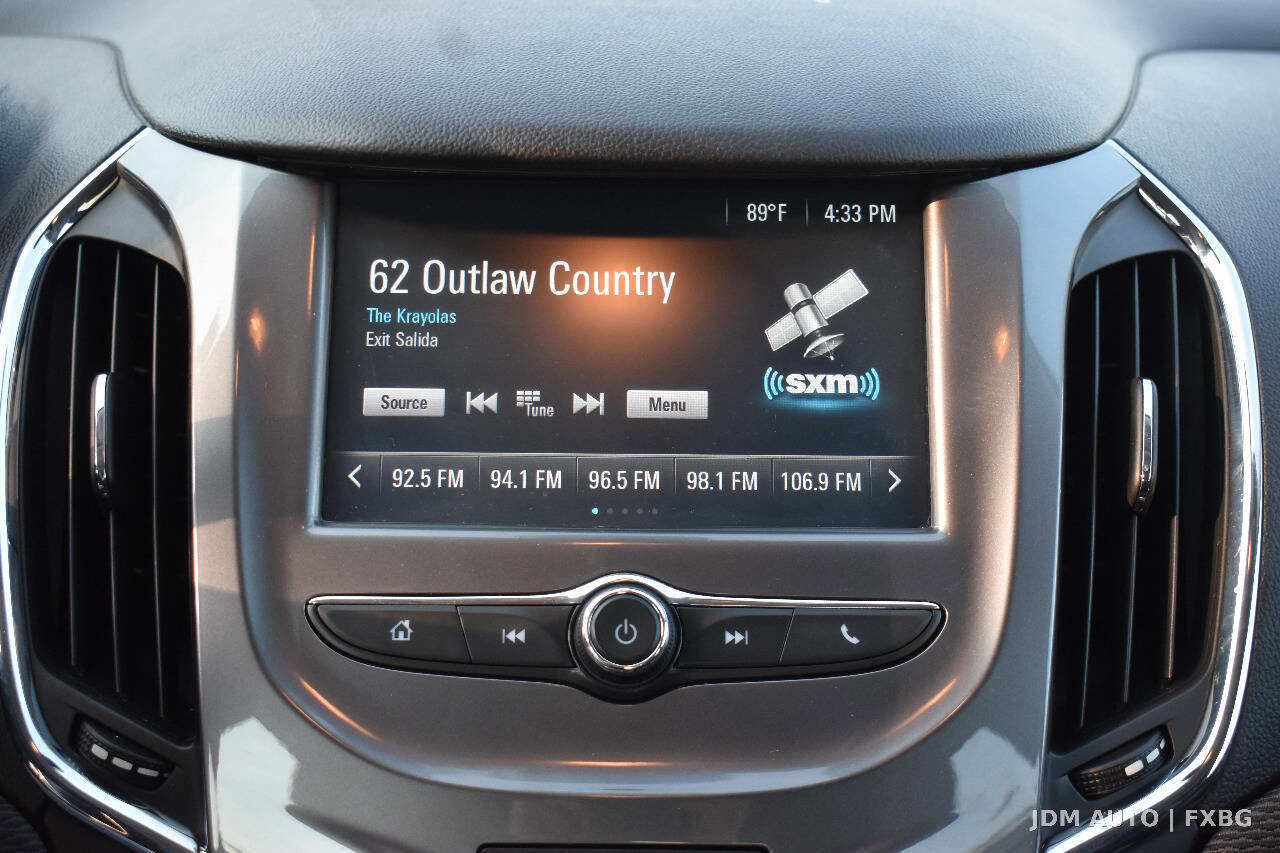 89°F 4:33 PM
62 Outlaw Country
The Krayolas
Exit Salida
sxm
Source Tune Menu
92.5 FM 94.1 FM 96.5 FM 98.1 FM 106.9 FM
JDM AUTO | FXBG